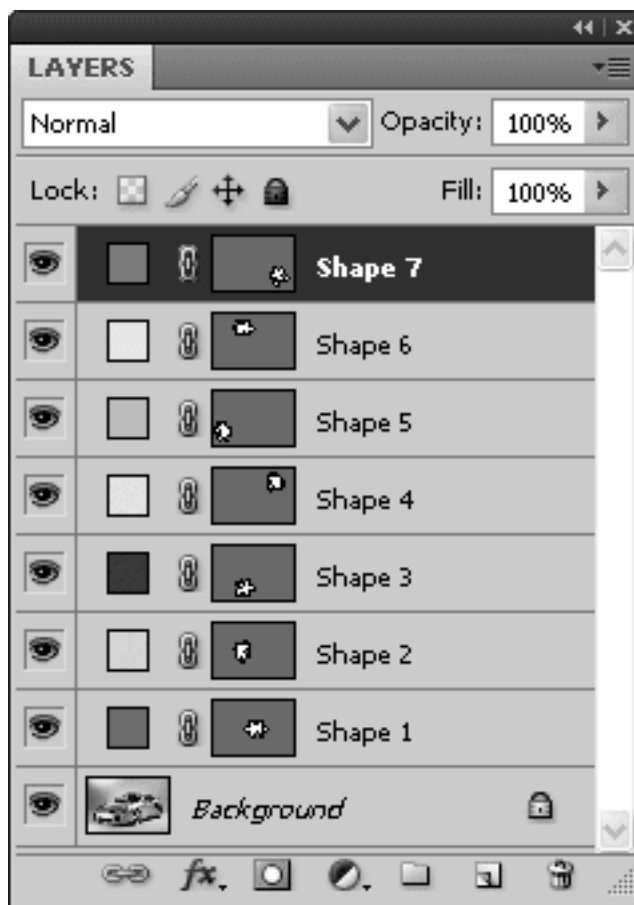 LAYERS
Normal Opacity: 100%
Lock: Fill: 100%
Shape 7
Shape 6
Shape 5
Shape 4
Shape 3
Shape 2
Shape 1
Background
fx.